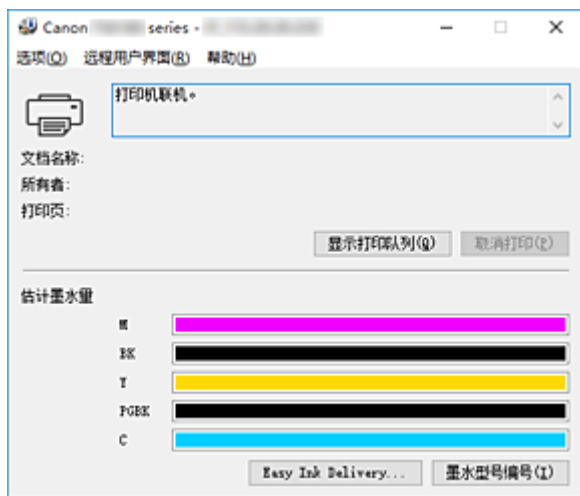 Canon series -
选项(O) 远程用户界面(R) 帮助(H)
打印机联机。
文档名称:
所有者:
打印页:
显示打印队列(Q) 取消打印(P)
估计墨水量
M
BK
Y
PGBK
C
Easy Ink Delivery... 墨水型号编号(I)